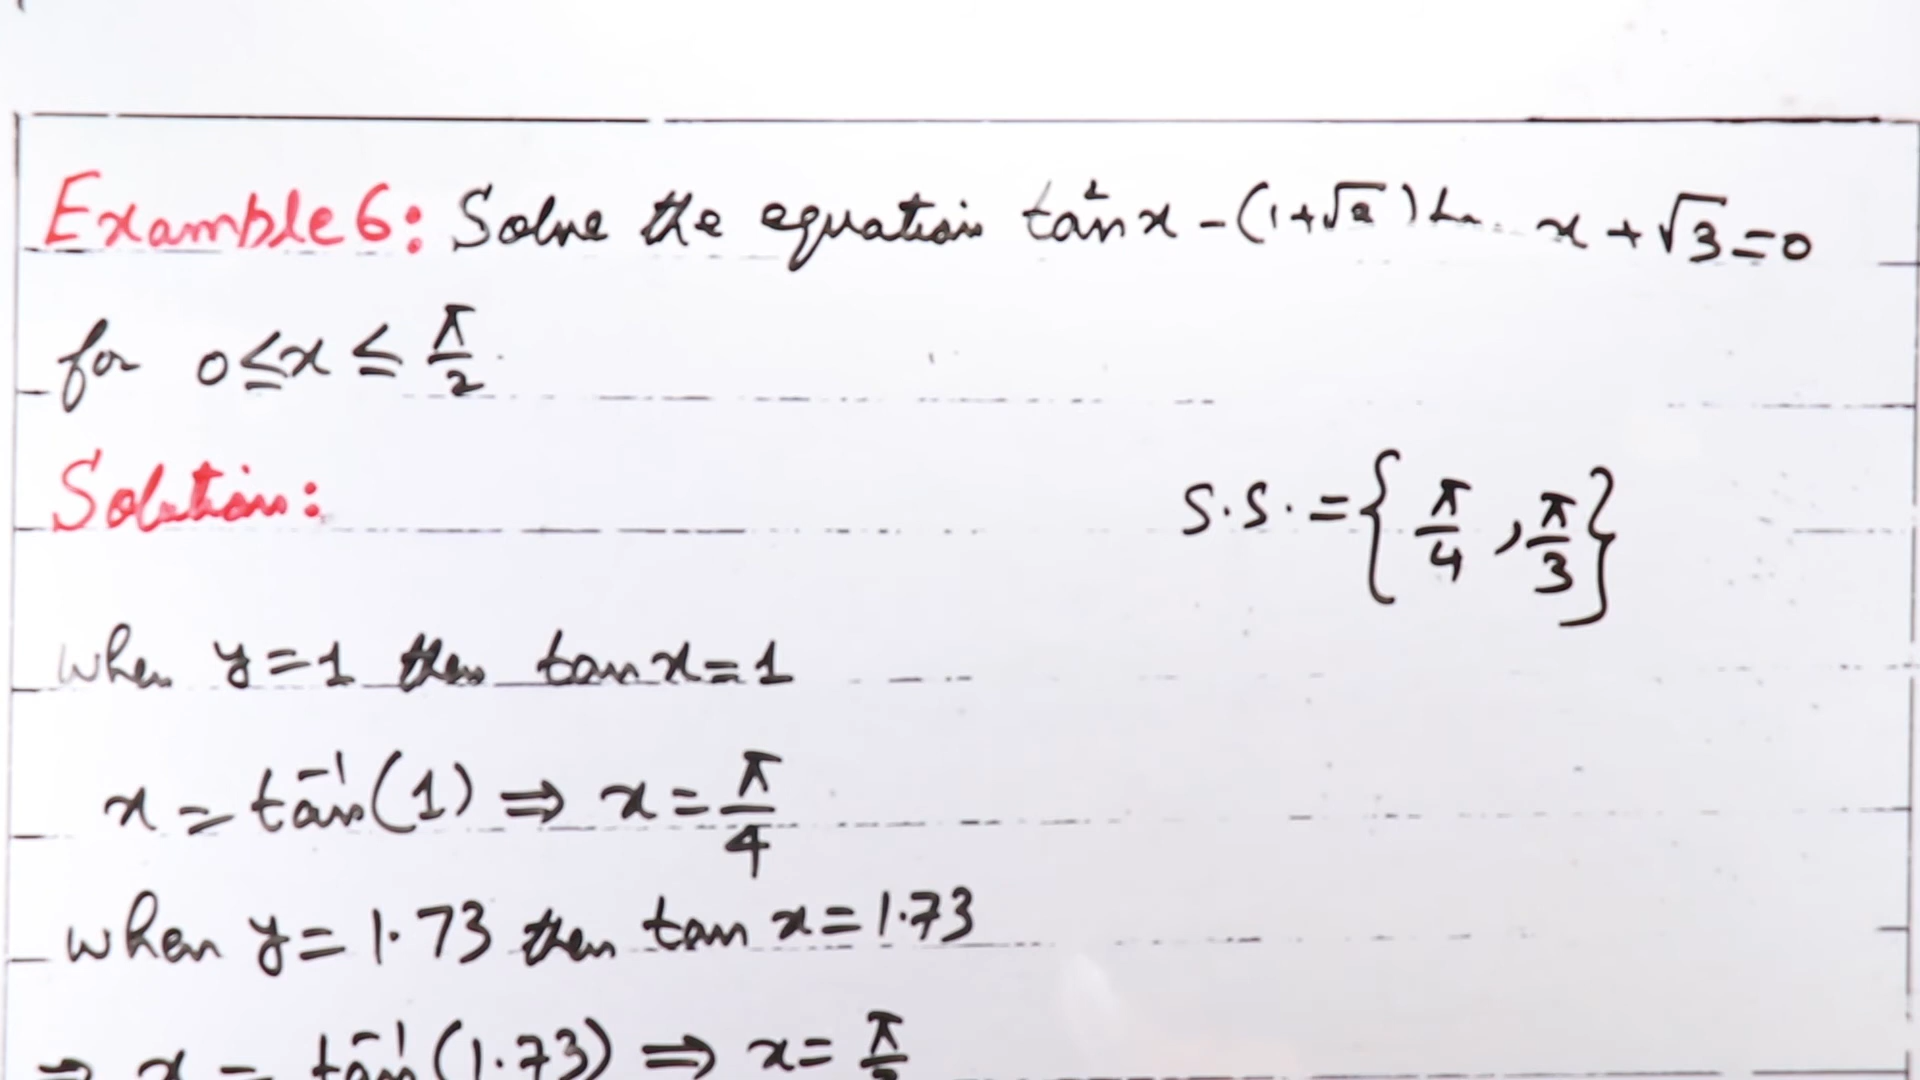 Example 6: Solve the equation tan²x - (1+√3) x + √3 = 0
for 0 ≤ x ≤ π/2
Solution:
S.S. = {π/4, π/3}
when y = 1 then tan x = 1
x = tan⁻¹(1) ⇒ x = π/4
when y = 1.73 then tan x = 1.73
⇒ x = tan⁻¹(1.73) ⇒ x = π/3